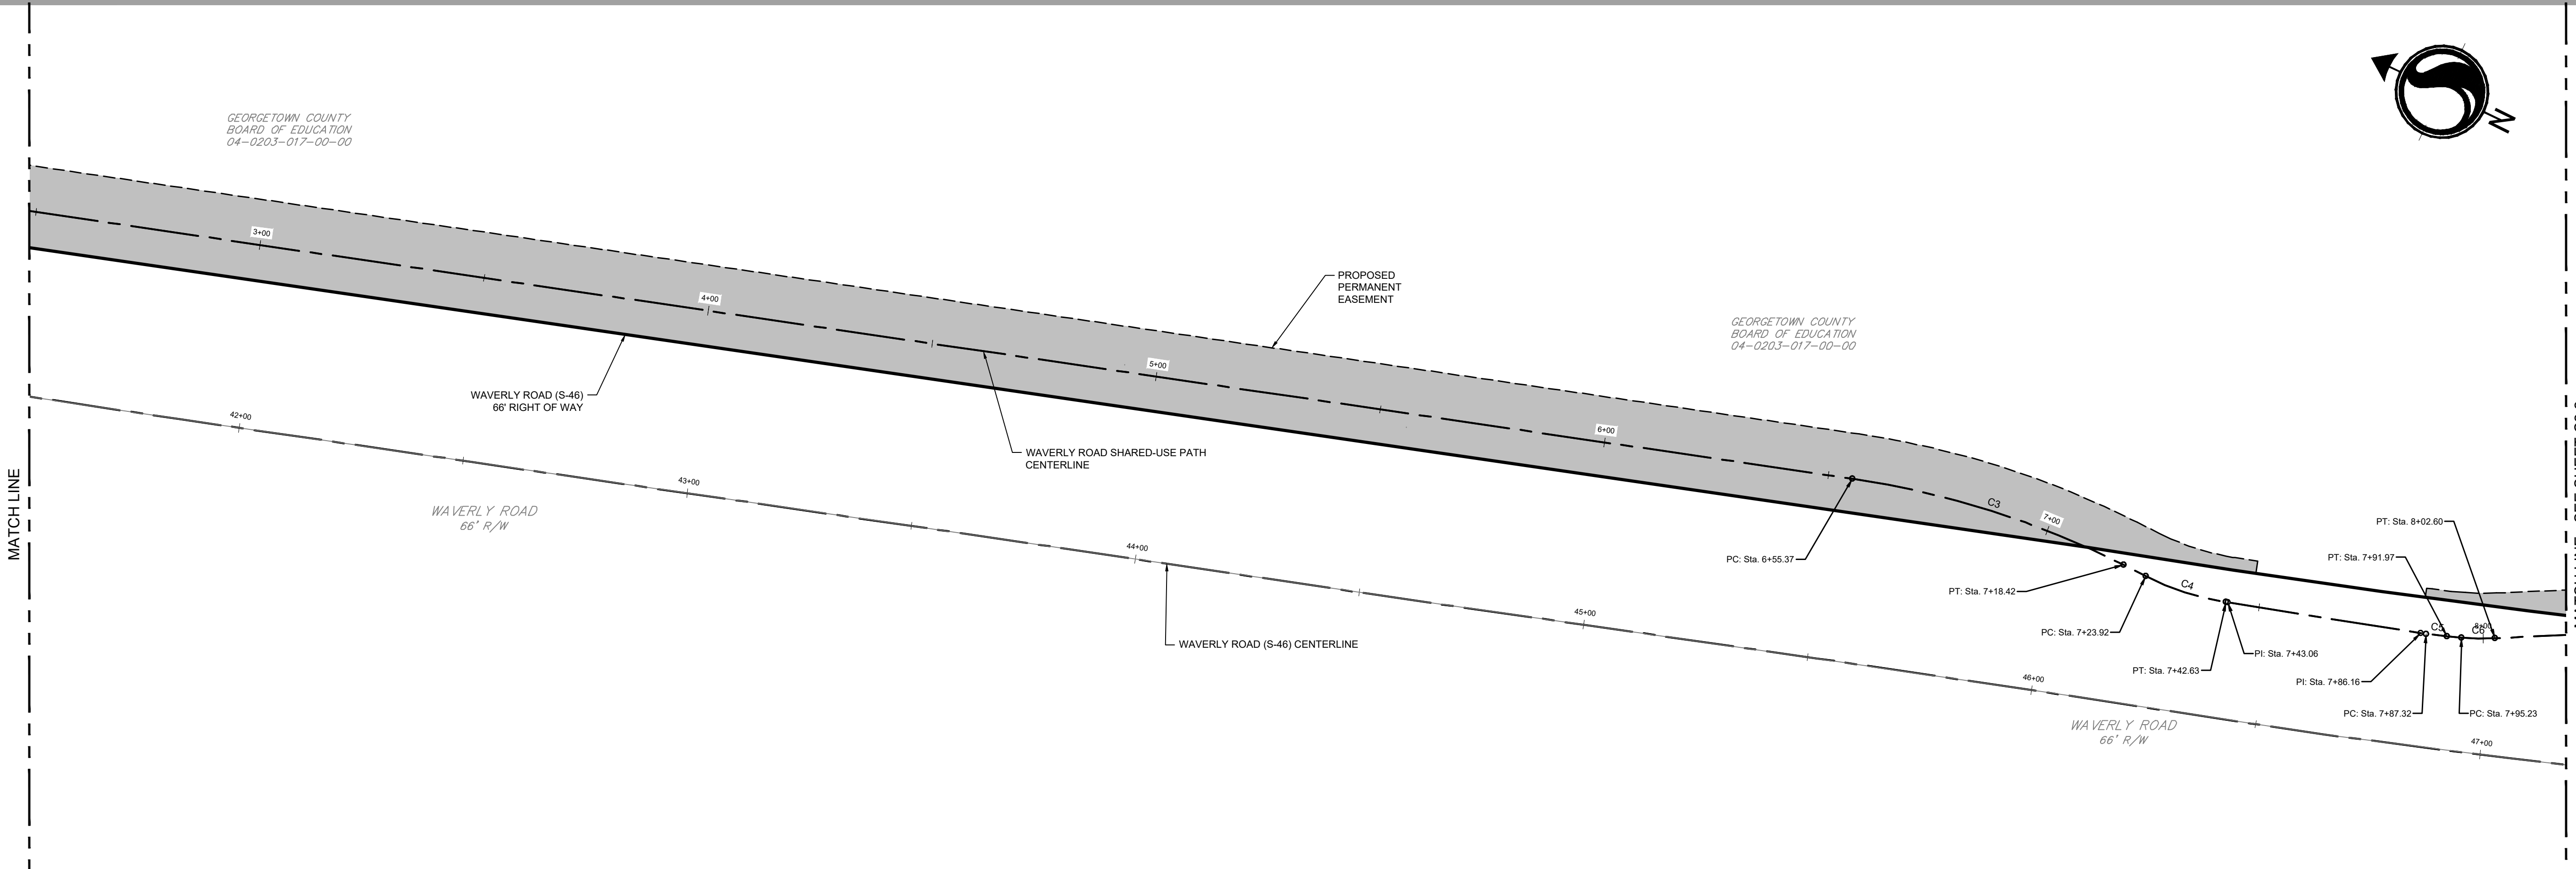 GEORGETOWN COUNTY
BOARD OF EDUCATION
04-0203-017-00-00
N
3+00
4+00
PROPOSED
PERMANENT
EASEMENT
GEORGETOWN COUNTY
BOARD OF EDUCATION
04-0203-017-00-00
5+00
WAVERLY ROAD (S-46)
66' RIGHT OF WAY
6+00
WAVERLY ROAD SHARED-USE PATH
CENTERLINE
42+00
43+00
MATCH LINE
WAVERLY ROAD
66' R/W
C3
7+00
PT: Sta. 8+02.60
PT: Sta. 7+91.97
PC: Sta. 6+55.37
44+00
C4
PT: Sta. 7+18.42
45+00
C5
C6
8+00
PC: Sta. 7+23.92
WAVERLY ROAD (S-46) CENTERLINE
PI: Sta. 7+43.06
PT: Sta. 7+42.63
46+00
PI: Sta. 7+86.16
PC: Sta. 7+87.32
PC: Sta. 7+95.23
WAVERLY ROAD
66' R/W
47+00